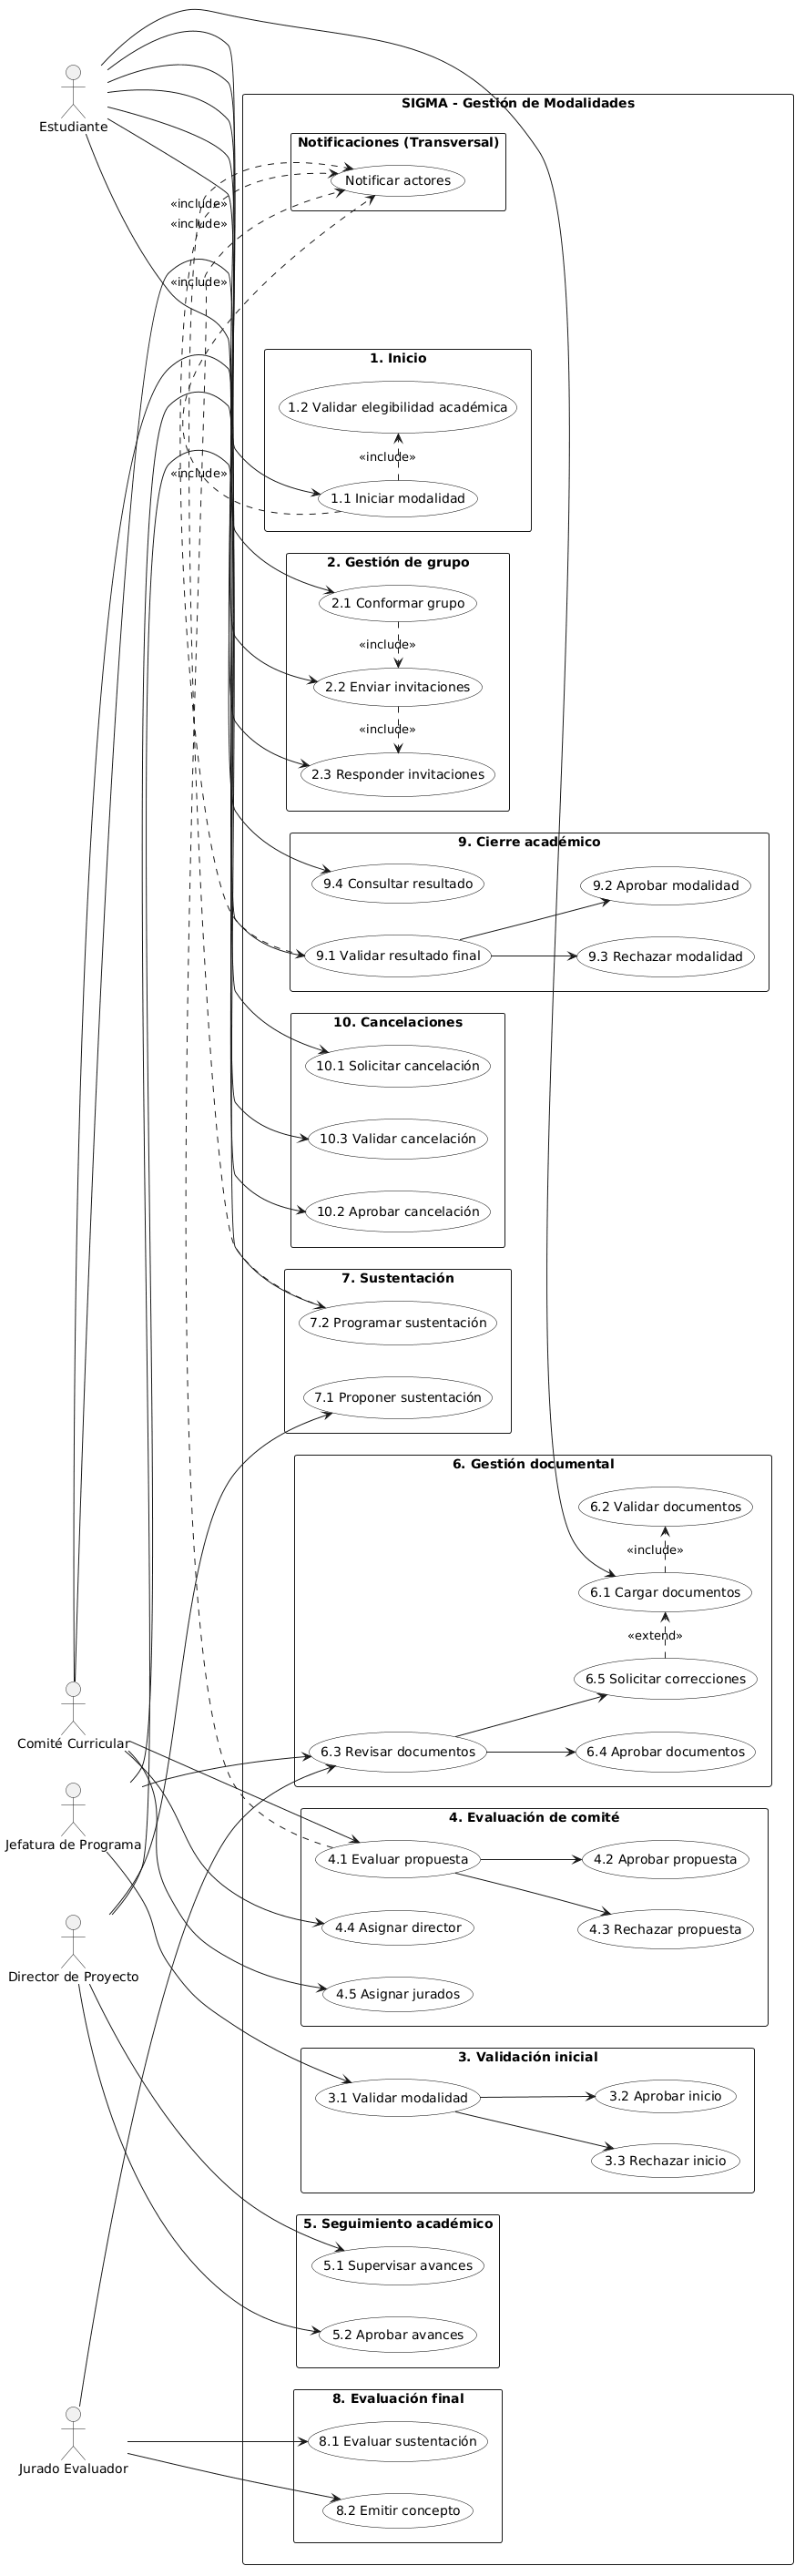 SIGMA - Gestión de Modalidades
Estudiante
Notificaciones (Transversal)
Notificar actores
«include»
«include»
«include»
«include»
1. Inicio
1.2 Validar elegibilidad académica
«include»
1.1 Iniciar modalidad
2. Gestión de grupo
2.1 Conformar grupo
«include»
2.2 Enviar invitaciones
«include»
2.3 Responder invitaciones
9. Cierre académico
9.4 Consultar resultado
9.2 Aprobar modalidad
9.1 Validar resultado final
9.3 Rechazar modalidad
10. Cancelaciones
10.1 Solicitar cancelación
10.3 Validar cancelación
10.2 Aprobar cancelación
7. Sustentación
7.2 Programar sustentación
7.1 Proponer sustentación
6. Gestión documental
6.2 Validar documentos
«include»
6.1 Cargar documentos
«extend»
6.5 Solicitar correcciones
6.3 Revisar documentos
6.4 Aprobar documentos
Comité Curricular
Jefatura de Programa
4. Evaluación de comité
4.1 Evaluar propuesta
4.2 Aprobar propuesta
4.4 Asignar director
4.3 Rechazar propuesta
4.5 Asignar jurados
Director de Proyecto
3. Validación inicial
3.1 Validar modalidad
3.2 Aprobar inicio
3.3 Rechazar inicio
5. Seguimiento académico
5.1 Supervisar avances
5.2 Aprobar avances
8. Evaluación final
8.1 Evaluar sustentación
8.2 Emitir concepto
Jurado Evaluador